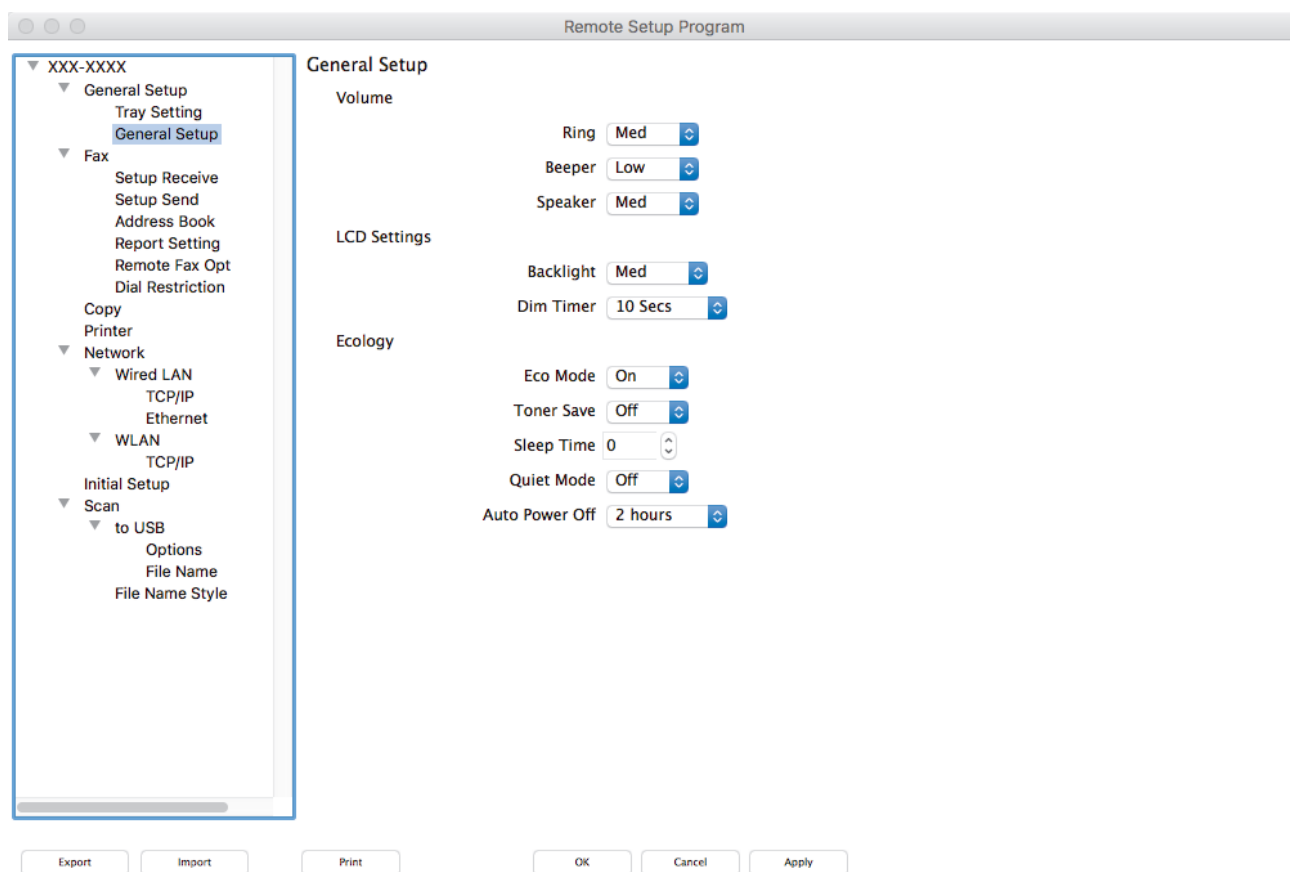 Remote Setup Program
XXX-XXXX
General Setup
Tray Setting
General Setup
Fax
Setup Receive
Setup Send
Address Book
Report Setting
Remote Fax Opt
Dial Restriction
Copy
Printer
Network
Wired LAN
TCP/IP
Ethernet
WLAN
TCP/IP
Initial Setup
Scan
to USB
Options
File Name
File Name Style
General Setup
Volume
Ring Med
Beeper Low
Speaker Med
LCD Settings
Backlight Med
Dim Timer 10 Secs
Ecology
Eco Mode On
Toner Save Off
Sleep Time 0
Quiet Mode Off
Auto Power Off 2 hours
Export Import Print OK Cancel Apply